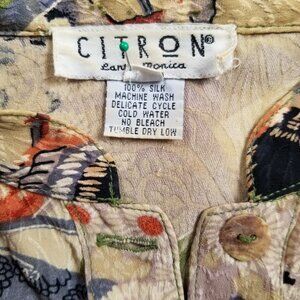 CITRON®
Santa Monica
100% SILK
MACHINE WASH
DELICATE CYCLE
COLD WATER
NO BLEACH
TUMBLE DRY LOW